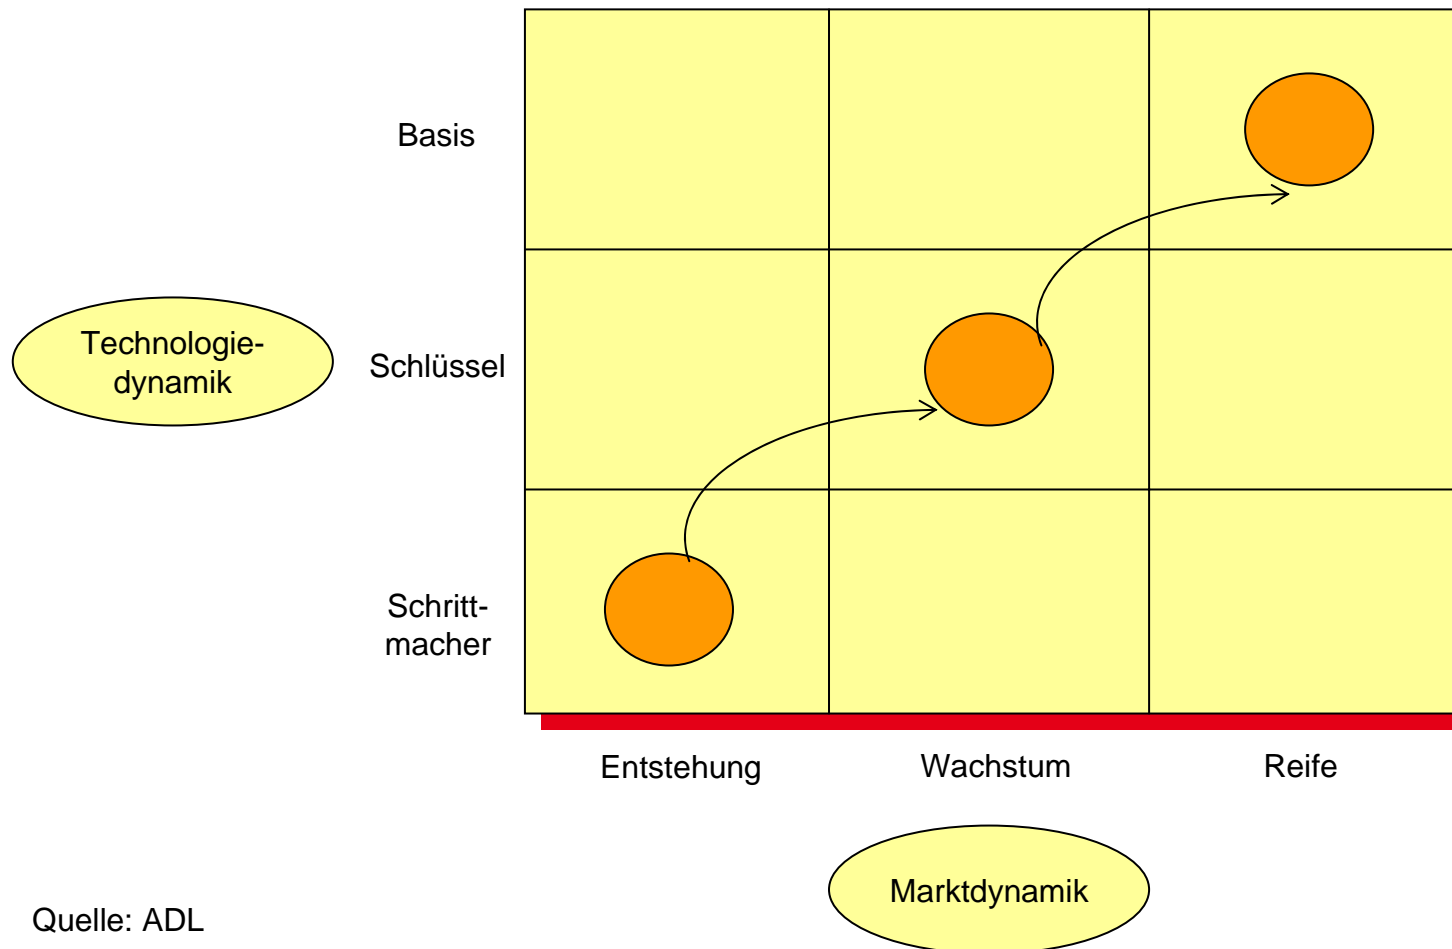 Basis
Technologie-
dynamik
Schlüssel
Schritt-
macher
Entstehung
Wachstum
Reife
Marktdynamik
Quelle: ADL